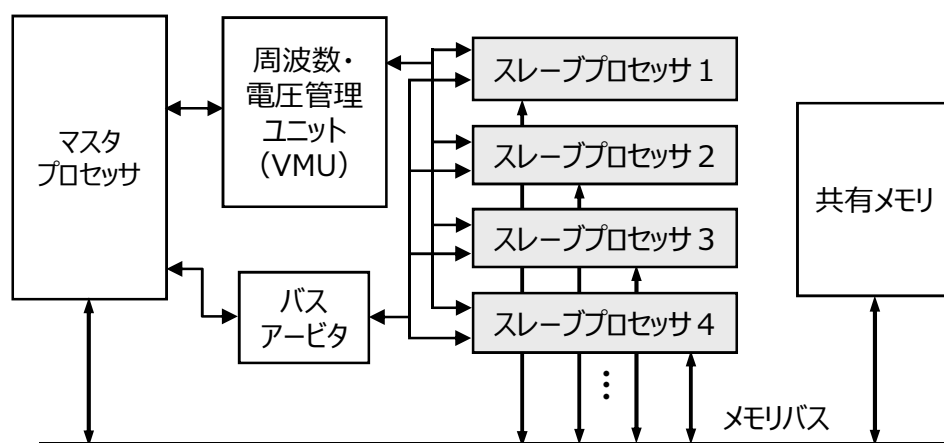 マスタ
プロセッサ
周波数・
電圧管理
ユニット
（VMU）
バス
アービタ
スレーブプロセッサ１
スレーブプロセッサ２
スレーブプロセッサ３
スレーブプロセッサ４
…
共有メモリ
メモリバス